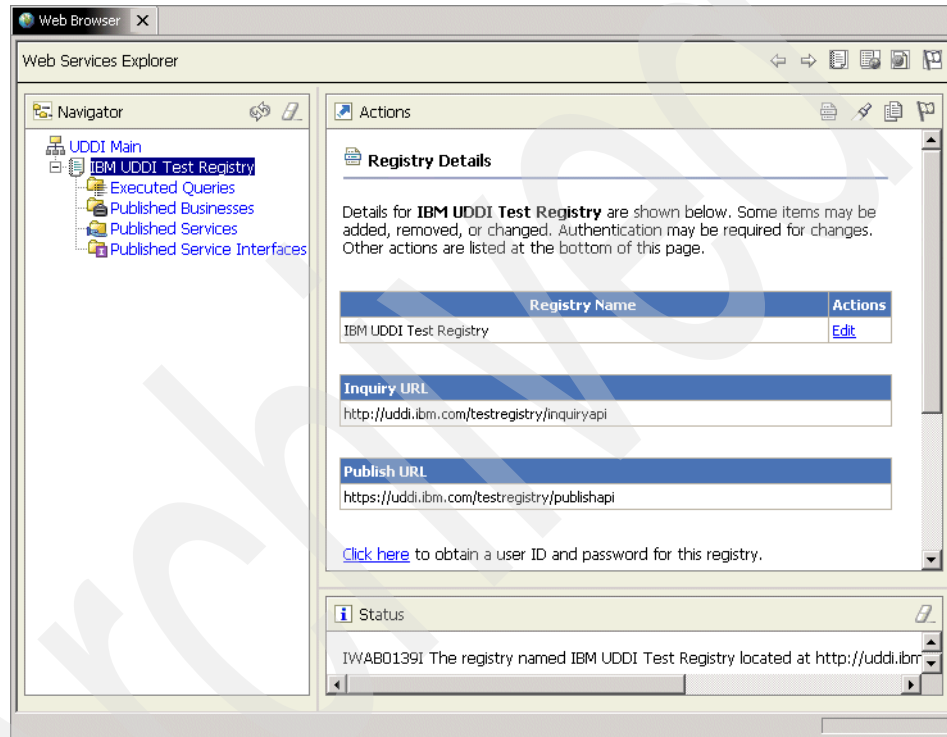 Web Browser
Web Services Explorer
Navigator
UDDI Main
IBM UDDI Test Registry
Executed Queries
Published Businesses
Published Services
Published Service Interfaces
Actions
Registry Details
Details for IBM UDDI Test Registry are shown below. Some items may be
added, removed, or changed. Authentication may be required for changes.
Other actions are listed at the bottom of this page.
Registry Name Actions
IBM UDDI Test Registry Edit
Inquiry URL
http://uddi.ibm.com/testregistry/inquiryapi
Publish URL
https://uddi.ibm.com/testregistry/publishapi
Click here to obtain a user ID and password for this registry.
Status
IWAB0139I The registry named IBM UDDI Test Registry located at http://uddi.ibm